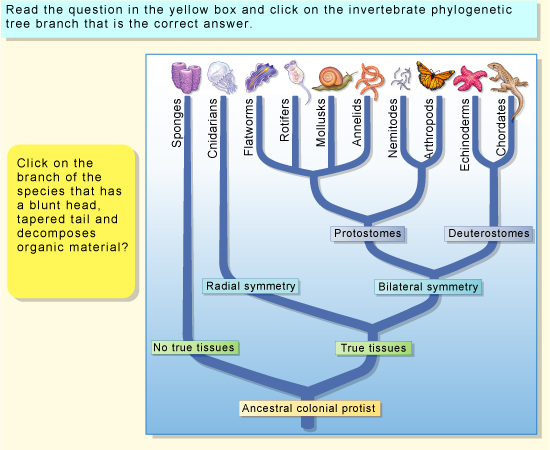 Read the question in the yellow box and click on the invertebrate phylogenetic
tree branch that is the correct answer.
Click on the
branch of the
species that has
a blunt head,
tapered tail and
decomposes
organic material?
Sponges
Cnidarians
Flatworms
Rotifers
Mollusks
Annelids
Nemitodes
Arthropods
Echinoderms
Chordates
Protostomes
Deuterostomes
Radial symmetry
Bilateral symmetry
No true tissues
True tissues
Ancestral colonial protist